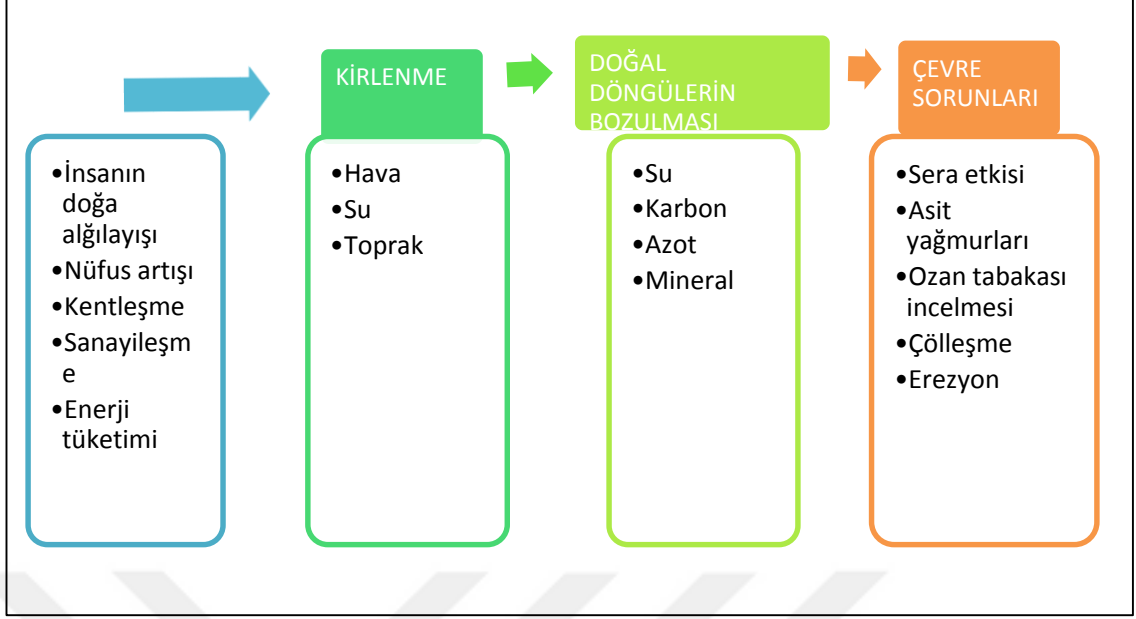 •İnsanın
doğa
alğılayışı
•Nüfus artışı
•Kentleşme
•Sanayileşm
e
•Enerji
tüketimi
KİRLENME
•Hava
•Su
•Toprak
DOĞAL
DÖNGÜLERİN
BOZULMASI
•Su
•Karbon
•Azot
•Mineral
ÇEVRE
SORUNLARI
•Sera etkisi
•Asit
yağmurları
•Ozan tabakası
incelmesi
•Çölleşme
•Erezyon